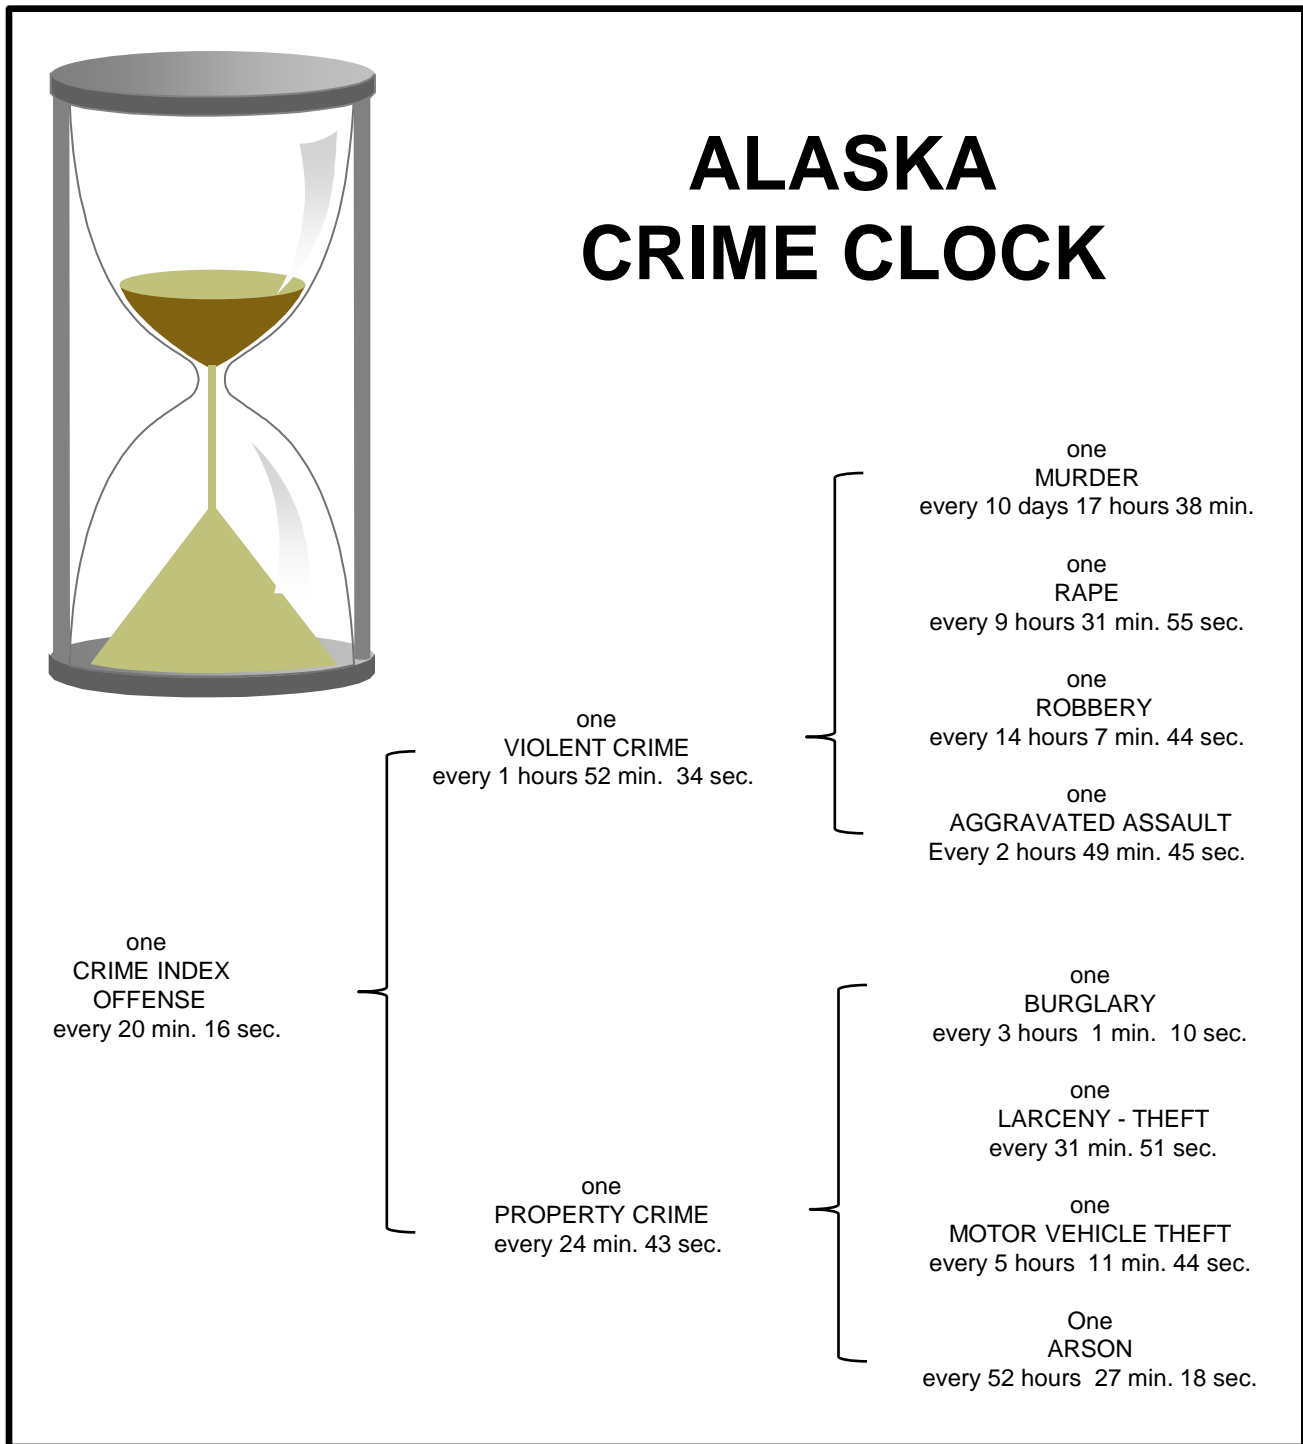 ALASKA
CRIME CLOCK
one
MURDER
every 10 days 17 hours 38 min.
one
RAPE
every 9 hours 31 min. 55 sec.
one
ROBBERY
every 14 hours 7 min. 44 sec.
one
AGGRAVATED ASSAULT
Every 2 hours 49 min. 45 sec.
one
VIOLENT CRIME
every 1 hours 52 min.  34 sec.
one
CRIME INDEX
OFFENSE
every 20 min. 16 sec.
one
BURGLARY
every 3 hours  1 min.  10 sec.
one
LARCENY - THEFT
every 31 min. 51 sec.
one
MOTOR VEHICLE THEFT
every 5 hours  11 min. 44 sec.
One
ARSON
every 52 hours  27 min. 18 sec.
one
PROPERTY CRIME
every 24 min. 43 sec.